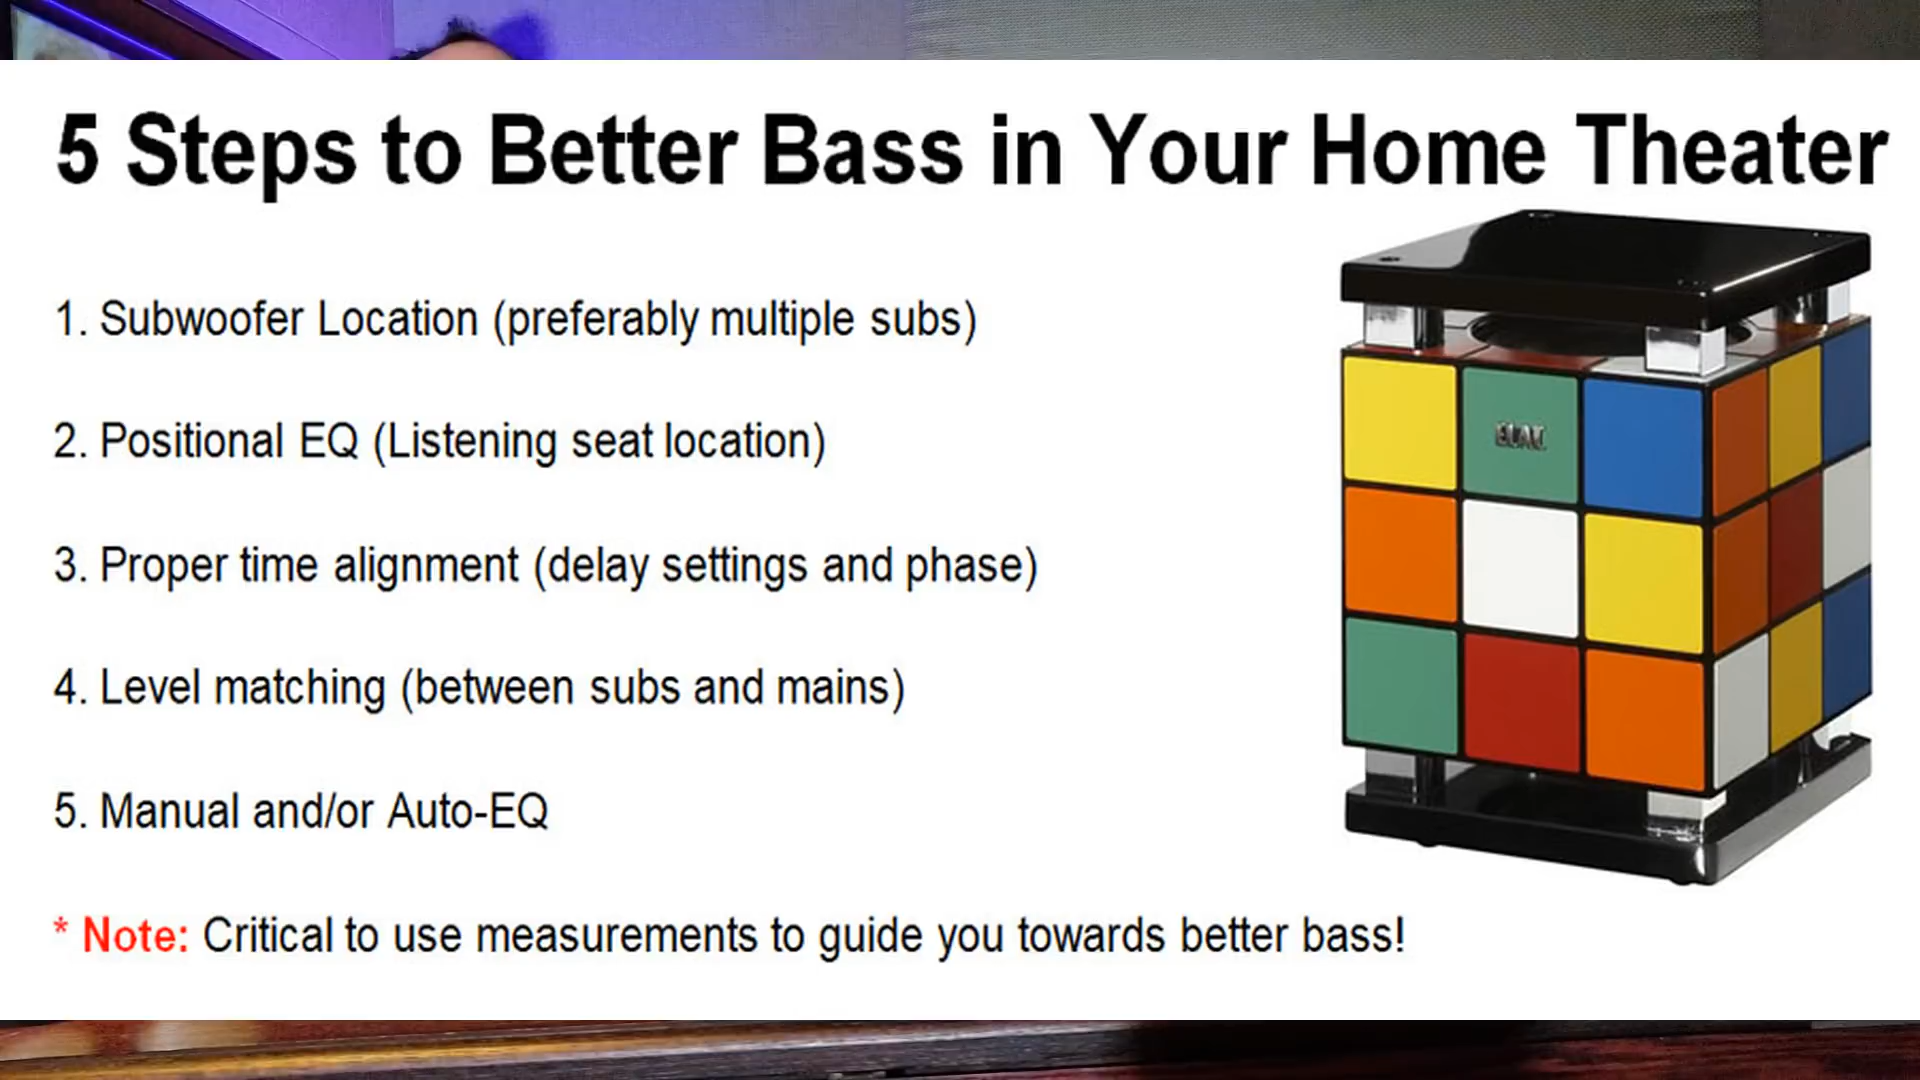 5 Steps to Better Bass in Your Home Theater
1. Subwoofer Location (preferably multiple subs)
ELAC
2. Positional EQ (Listening seat location)
3. Proper time alignment (delay settings and phase)
4. Level matching (between subs and mains)
5. Manual and/or Auto-EQ
* Note: Critical to use measurements to guide you towards better bass!